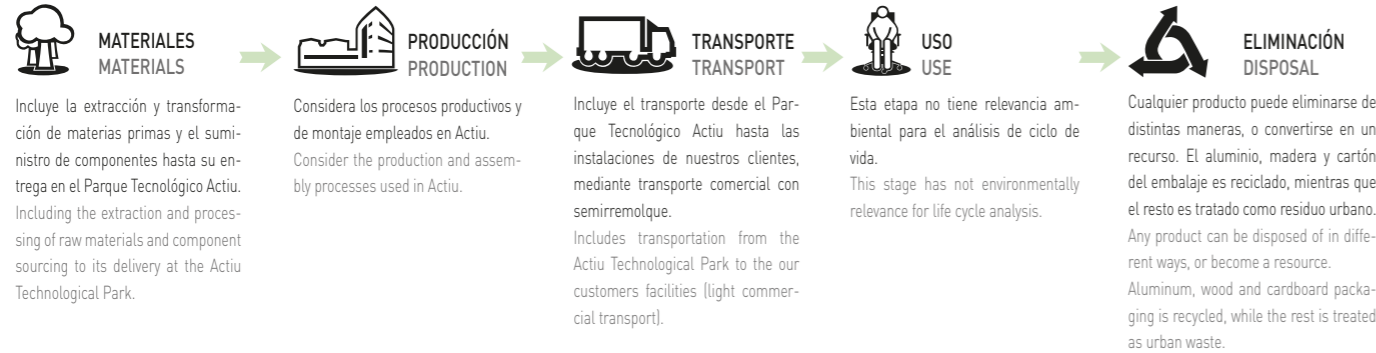 MATERIALES
MATERIALS
Incluye la extracción y transforma-
ción de materias primas y el sumi-
nistro de componentes hasta su en-
trega en el Parque Tecnológico Actiu.
Including the extraction and proces-
sing of raw materials and component
sourcing to its delivery at the Actiu
Technological Park.
PRODUCCIÓN
PRODUCTION
Considera los procesos productivos y
de montaje empleados en Actiu.
Consider the production and assem-
bly processes used in Actiu.
TRANSPORTE
TRANSPORT
Incluye el transporte desde el Par-
que Tecnológico Actiu hasta las
instalaciones de nuestros clientes,
mediante transporte comercial con
semirremolque.
Includes transportation from the
Actiu Technological Park to the our
customers facilities (light commer-
cial transport).
USO
USE
Esta etapa no tiene relevancia am-
biental para el análisis de ciclo de
vida.
This stage has not environmentally
relevance for life cycle analysis.
ELIMINACIÓN
DISPOSAL
Cualquier producto puede eliminarse de
distintas maneras, o convertirse en un
recurso. El aluminio, madera y cartón
del embalaje es reciclado, mientras que
el resto es tratado como residuo urbano.
Any product can be disposed of in diffe-
rent ways, or become a resource.
Aluminum, wood and cardboard packa-
ging is recycled, while the rest is treated
as urban waste.